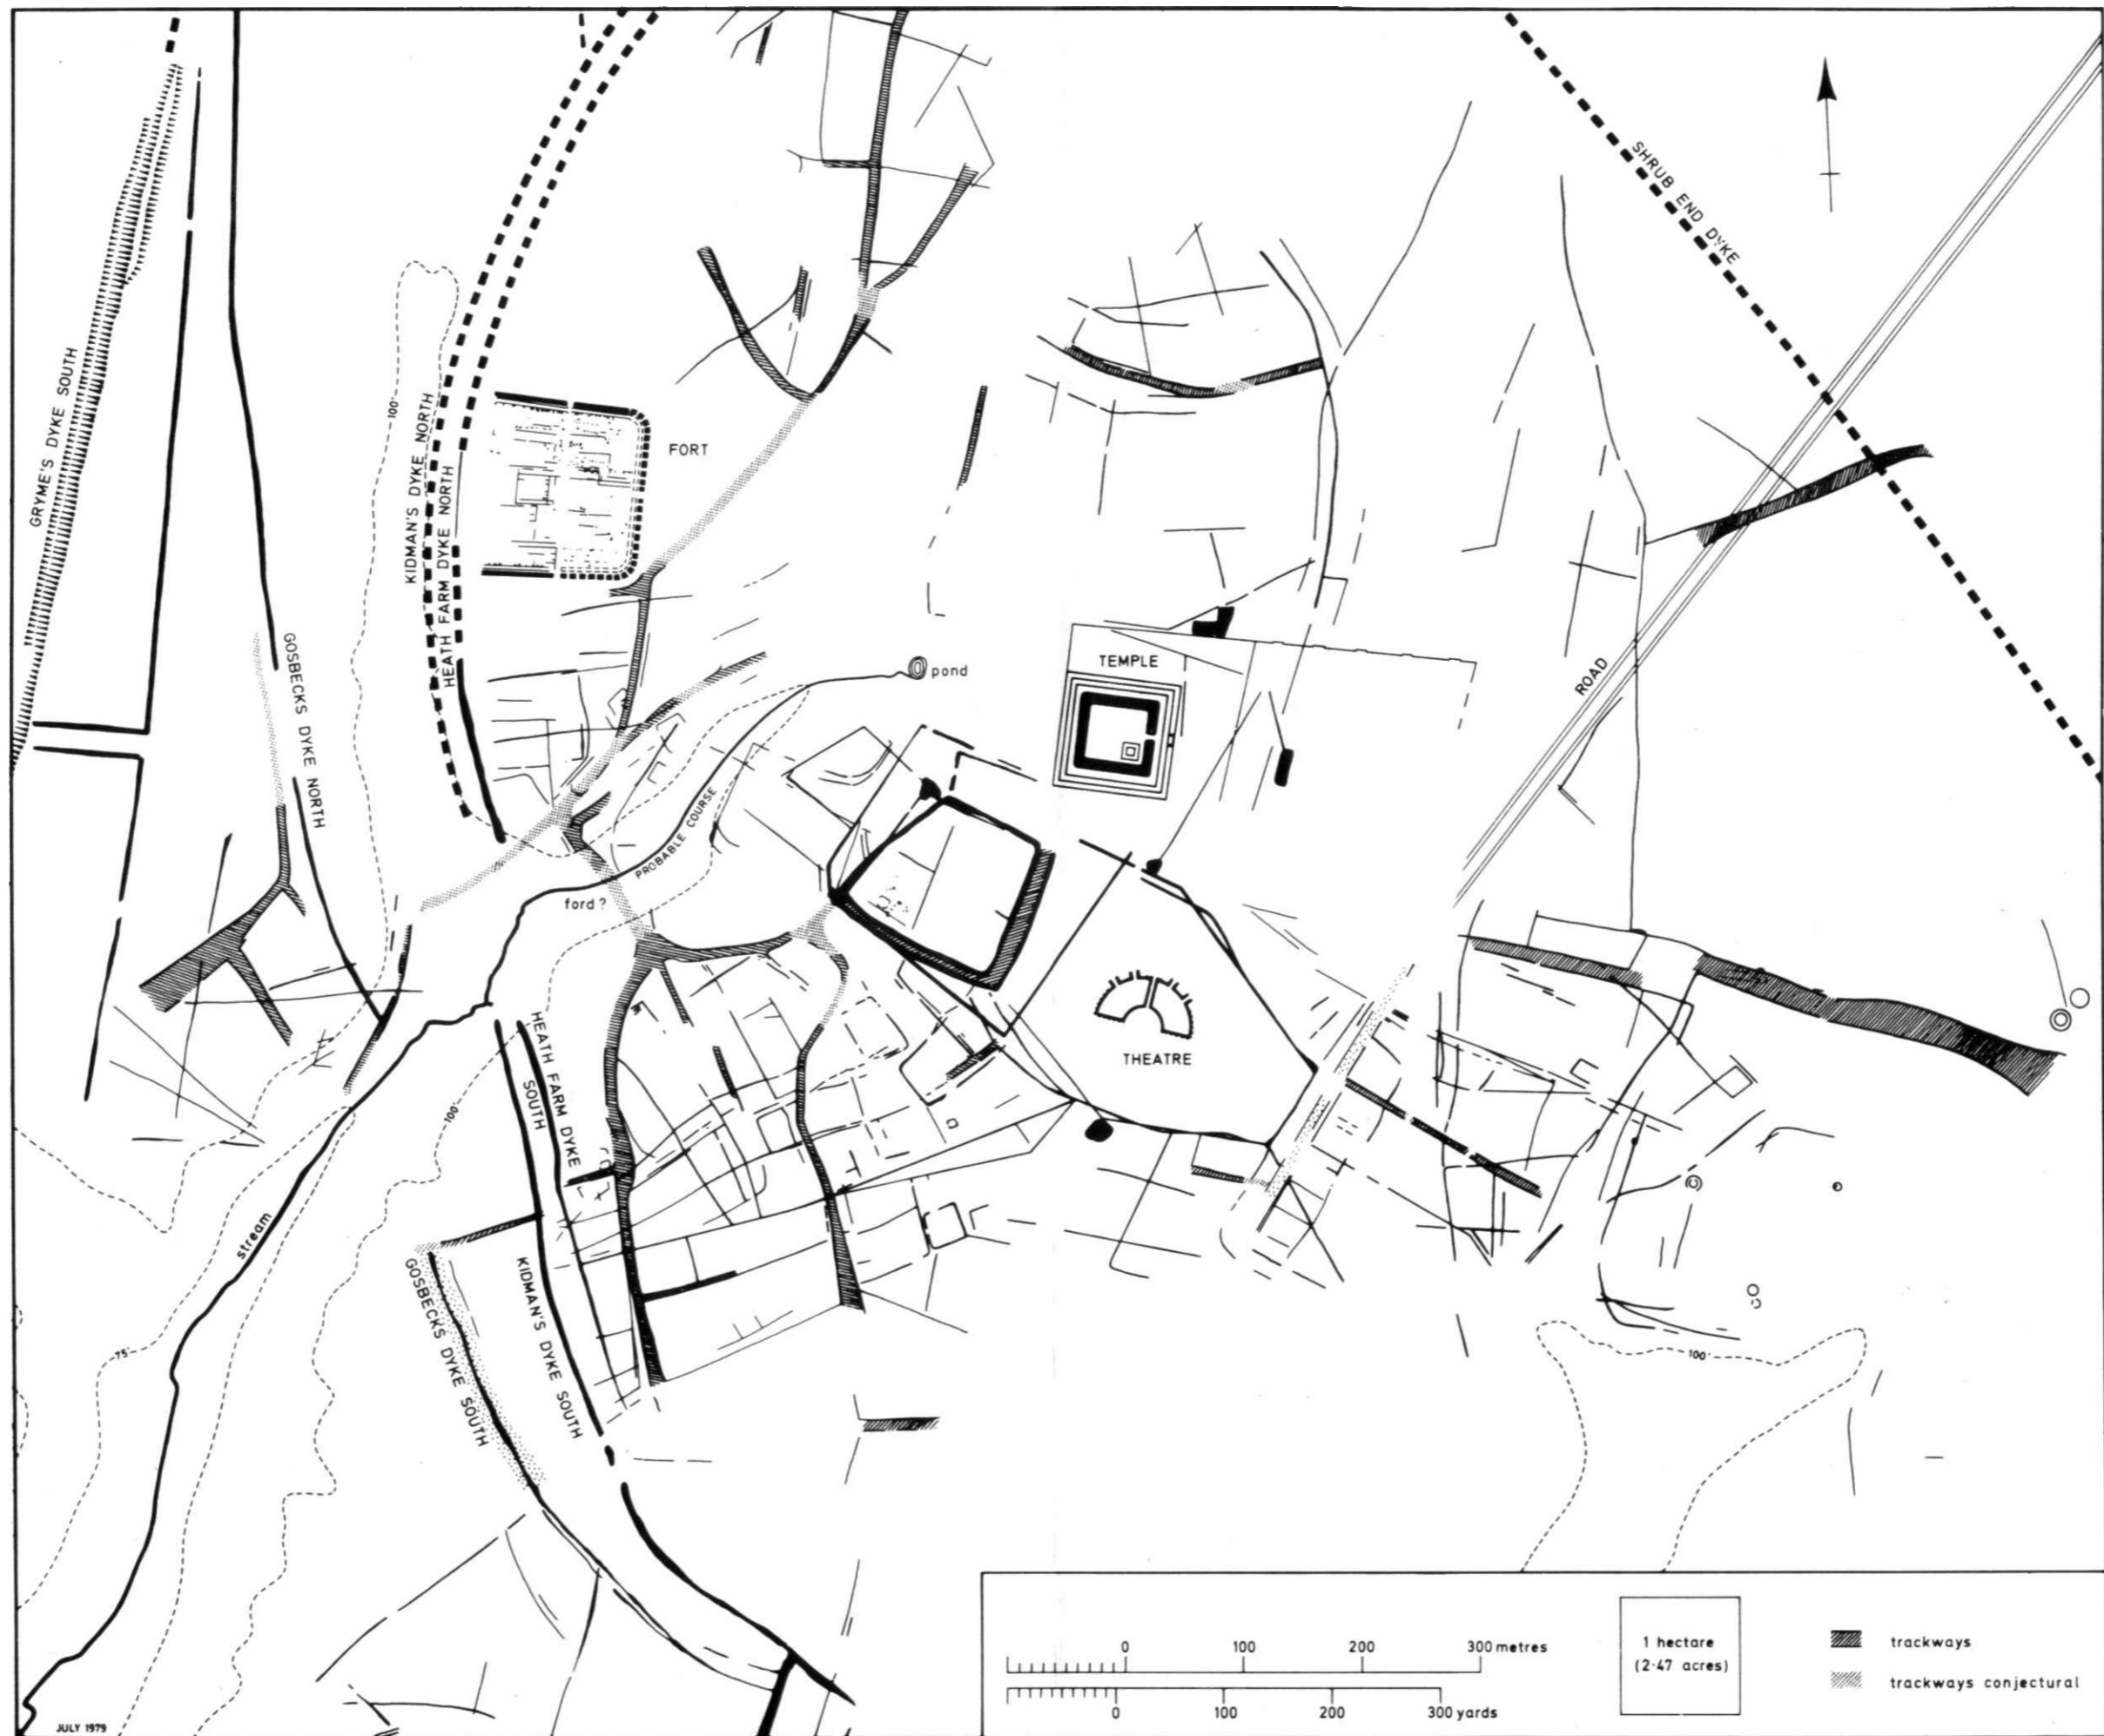 SHRUB END DYKE
GRYME'S DYKE SOUTH
100'
KIDMAN'S DYKE NORTH
HEATH FARM DYKE NORTH
FORT
GOSBECKS DYKE NORTH
pond
TEMPLE
ROAD
PROBABLE COURSE
ford?
HEATH FARM DYKE
SOUTH
THEATRE
100'
stream
GOSBECKS DYKE SOUTH
KIDMAN'S DYKE SOUTH
75'
100'
0 100 200 300 metres
0 100 200 300 yards
1 hectare
(2·47 acres)
trackways
trackways conjectural
JULY 1979